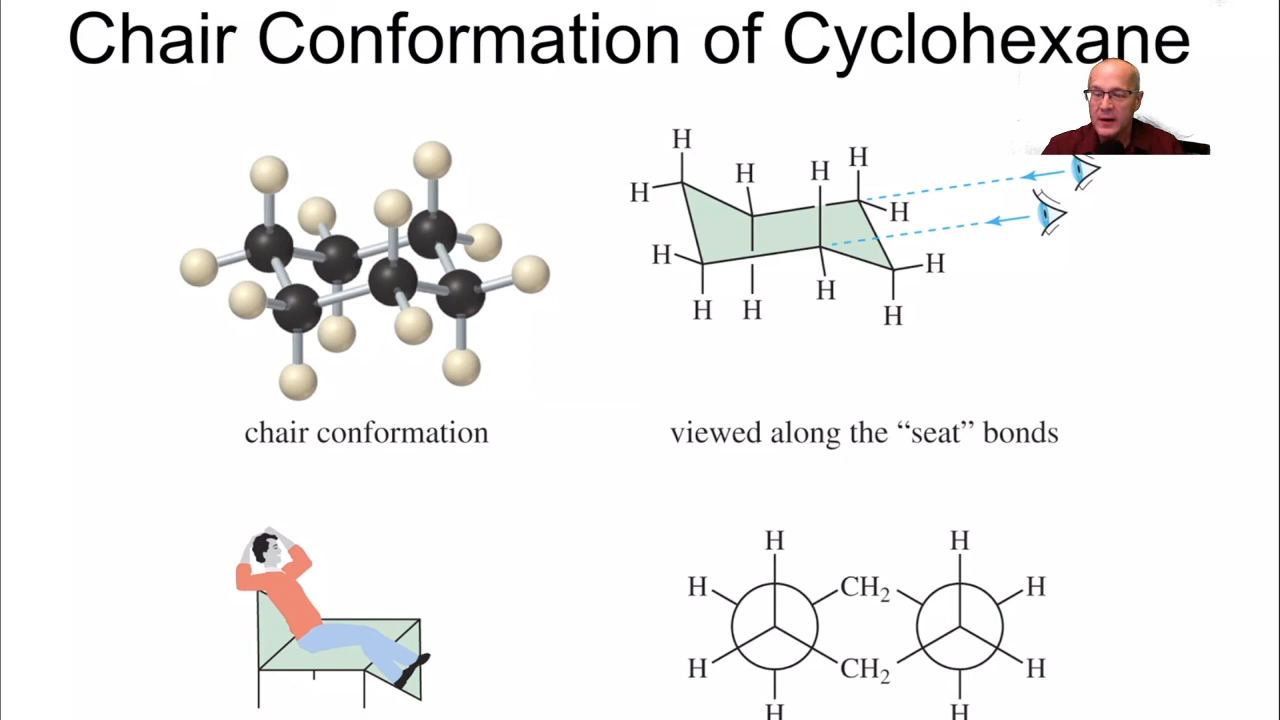 Chair Conformation of Cyclohexane
H
H
H
H
H
H
H
H
H
H
H
H
chair conformation
viewed along the “seat” bonds
H
H
H
CH₂
H
H
CH₂
H
H
H
H